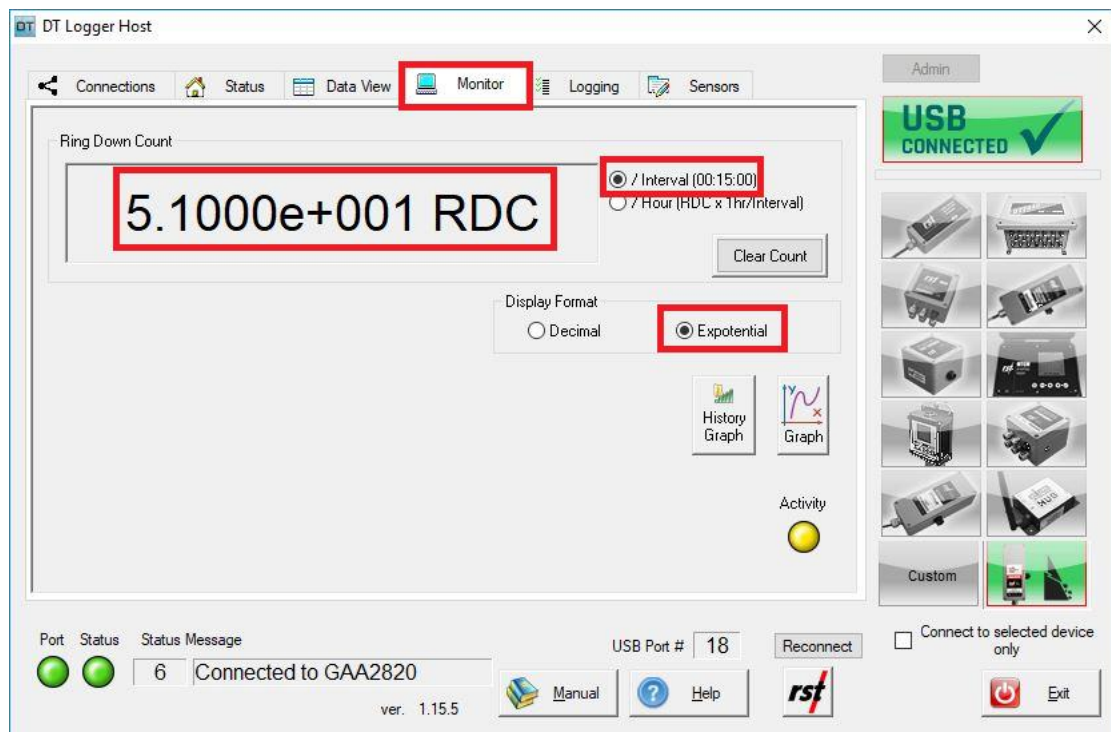 DT DT Logger Host
Admin
Connections Status Data View Monitor Logging Sensors
USB
CONNECTED
Ring Down Count
5.1000e+001 RDC
/ Interval (00:15:00)
/ Hour (RDC x 1hr/Interval)
Clear Count
Display Format
Decimal
Expotential
History
Graph
Graph
Activity
Custom
Port Status Status Message
6 Connected to GAA2820
USB Port # 18
Reconnect
Connect to selected device
only
ver. 1.15.5
Manual
Help
rst
Exit